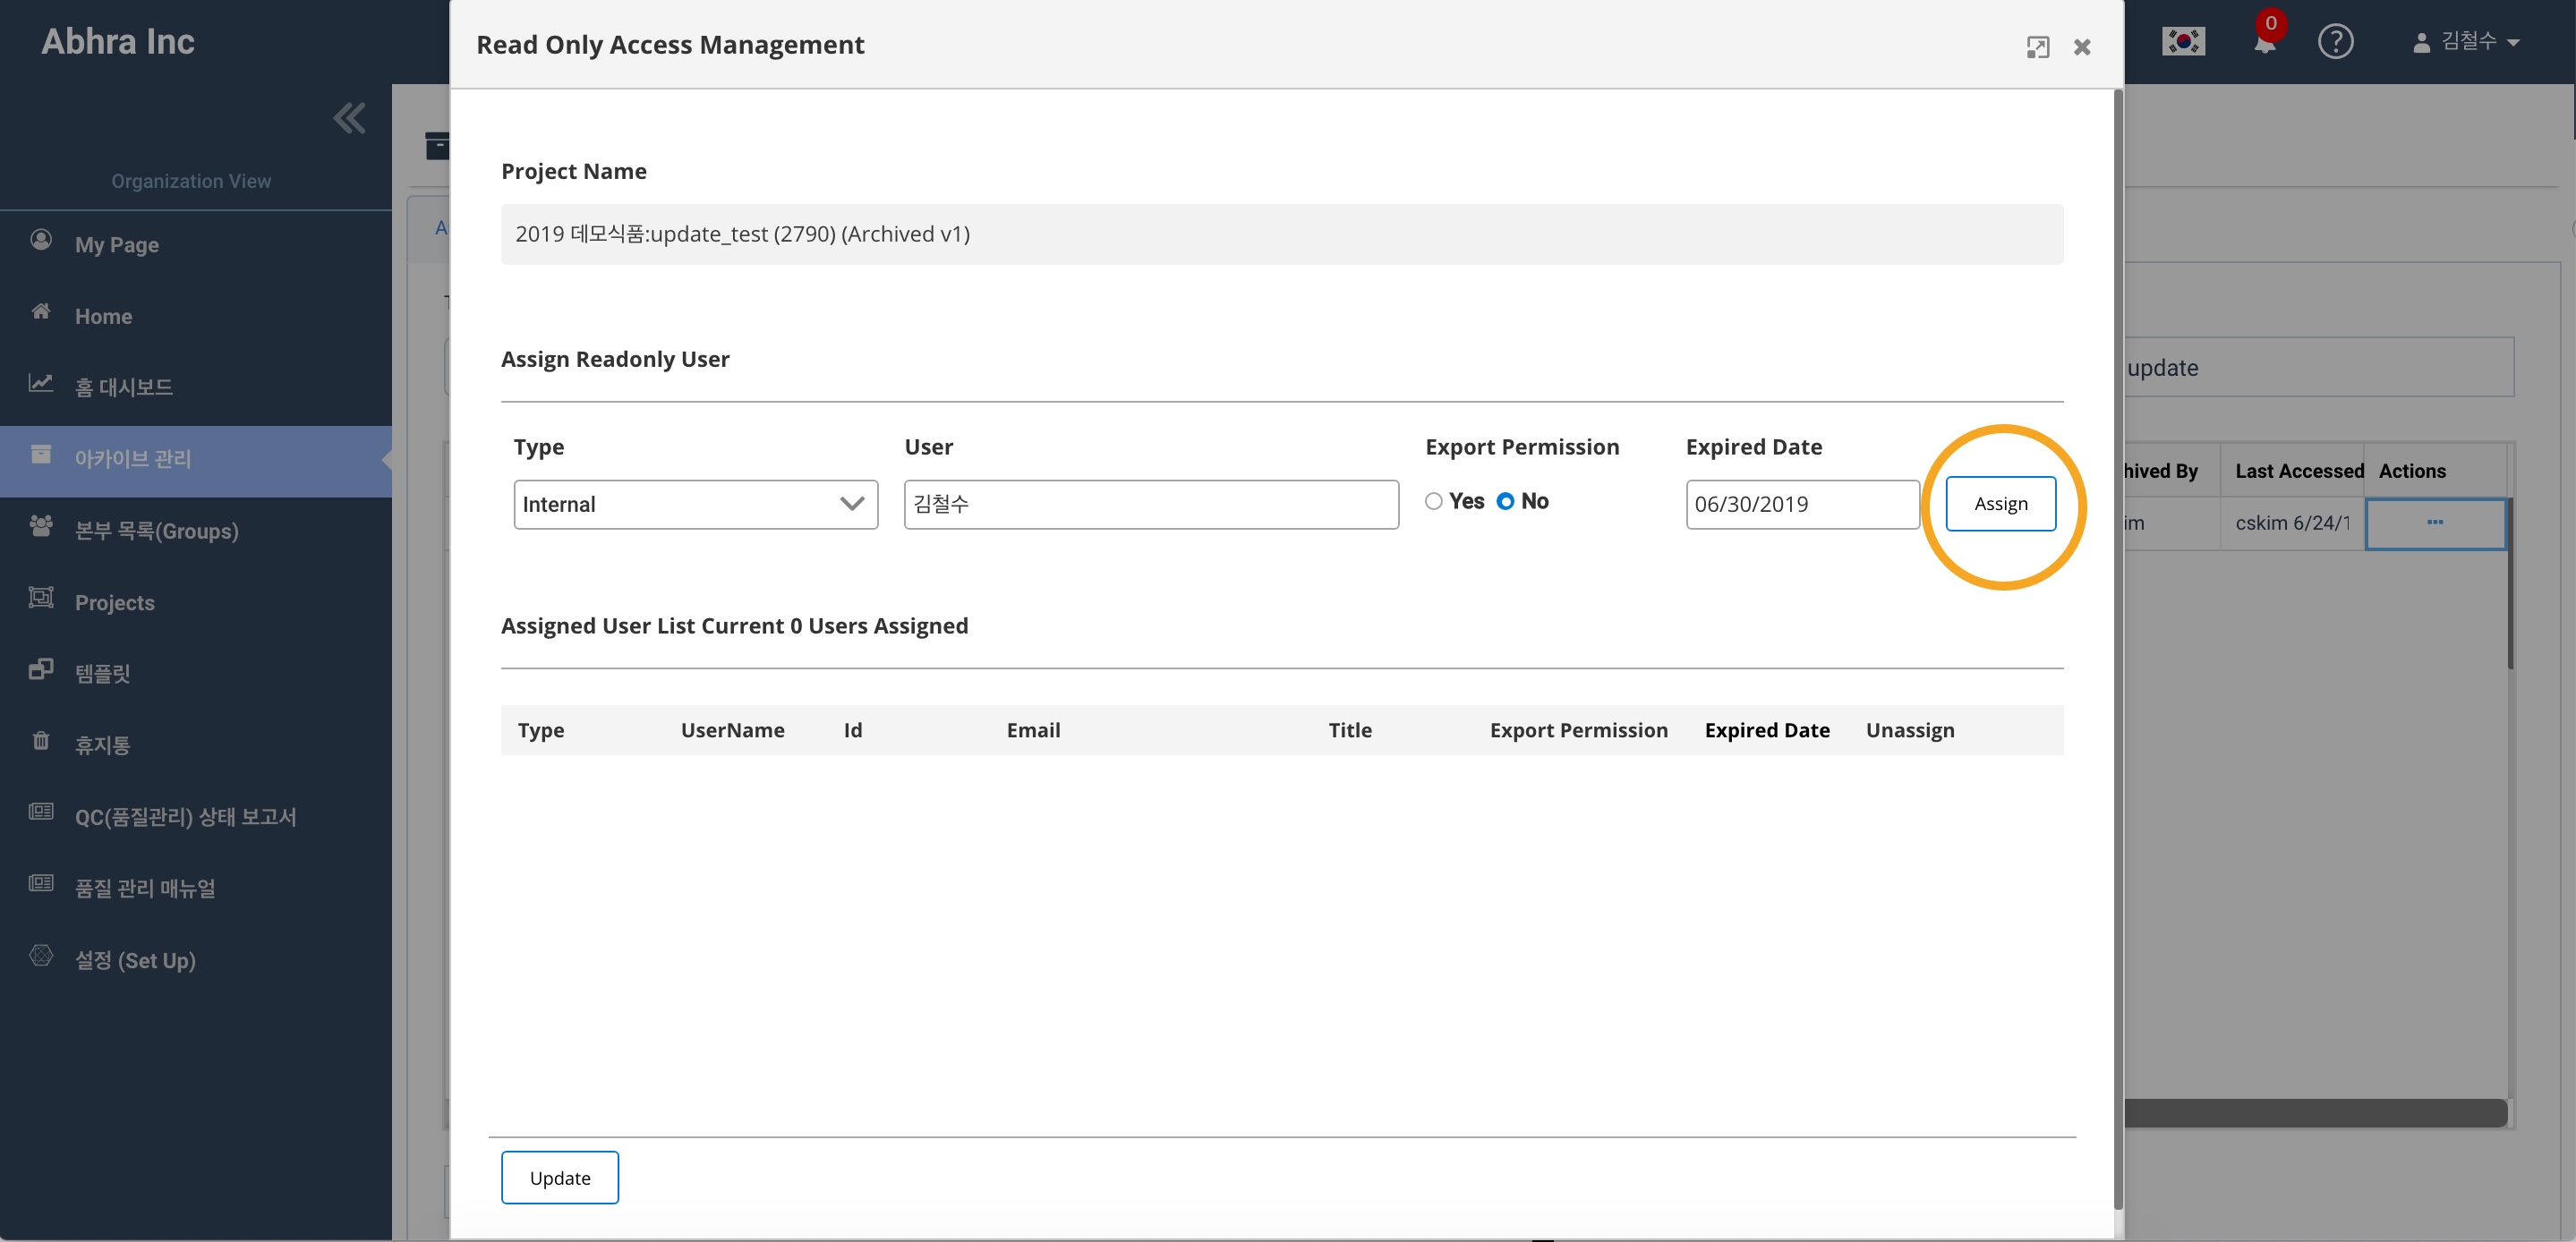 Abhra Inc
Read Only Access Management
0
?
김철수
Organization View
Project Name
2019 데모식품:update_test (2790) (Archived v1)
My Page
Home
홈 대시보드
아카이브 관리
본부 목록(Groups)
Projects
템플릿
휴지통
QC(품질관리) 상태 보고서
품질 관리 매뉴얼
설정 (Set Up)
A
Assign Readonly User
update
Type User Export Permission Expired Date
Internal 김철수 Yes No 06/30/2019 Assign
hived By Last Accessed Actions
im cskim 6/24/1 ...
Assigned User List Current 0 Users Assigned
Type UserName Id Email Title Export Permission Expired Date Unassign
Update